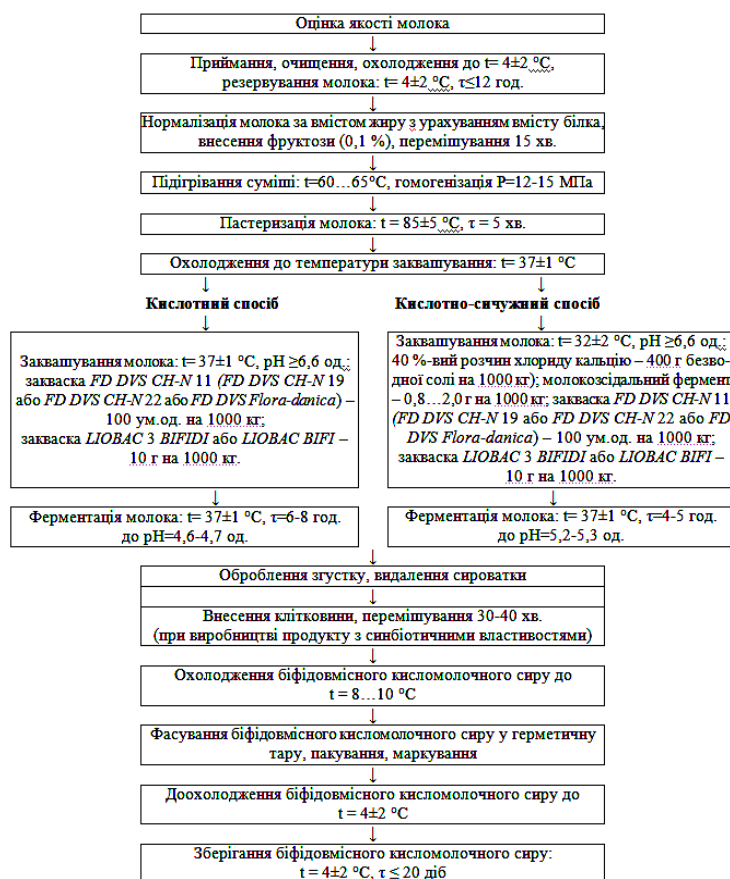 Оцінка якості молока
Приймання, очищення, охолодження до t= 4±2 °С,
резервування молока: t= 4±2 °С, τ≤12 год.
Нормалізація молока за вмістом жиру з урахуванням вмісту білка,
внесення фруктози (0,1 %), перемішування 15 хв.
Підігрівання суміші: t=60…65°С, гомогенізація Р=12-15 МПа
Пастеризація молока: t = 85±5 °С, τ = 5 хв.
Охолодження до температури заквашування: t= 37±1 °С
Кислотний спосіб
Заквашування молока: t= 37±1 °С, рН ≥6,6 од.;
закваска FD DVS CH-N 11 (FD DVS CH-N 19
або FD DVS CH-N 22 або FD DVS Flora-danica) –
100 ум.од. на 1000 кг;
закваска LIOBAC 3 BIFIDI або LIOBAC BIFI –
10 г на 1000 кг.
Ферментація молока: t= 37±1 °С, τ=6-8 год.
до рН=4,6-4,7 од.
Кислотно-сичужний спосіб
Заквашування молока: t= 32±2 °С, рН ≥6,6 од.;
40 %-вий розчин хлориду кальцію – 400 г безво-
дної солі на 1000 кг); молокозсідальний фермент
– 0,8…2,0 г на 1000 кг; закваска FD DVS CH-N 11
(FD DVS CH-N 19 або FD DVS CH-N 22 або FD
DVS Flora-danica) – 100 ум.од. на 1000 кг;
закваска LIOBAC 3 BIFIDI або LIOBAC BIFI –
10 г на 1000 кг.
Ферментація молока: t= 37±1 °С, τ=4-5 год.
до рН=5,2-5,3 од.
Оброблення згустку, видалення сироватки
Внесення клітковини, перемішування 30-40 хв.
(при виробництві продукту з синбіотичними властивостями)
Охолодження біфідовмісного кисломолочного сиру до
t = 8…10 °С
Фасування біфідовмісного кисломолочного сиру у герметичну
тару, пакування, маркування
Доохолодження біфідовмісного кисломолочного сиру до
t = 4±2 °С
Зберігання біфідовмісного кисломолочного сиру:
t = 4±2 °С, τ ≤ 20 діб